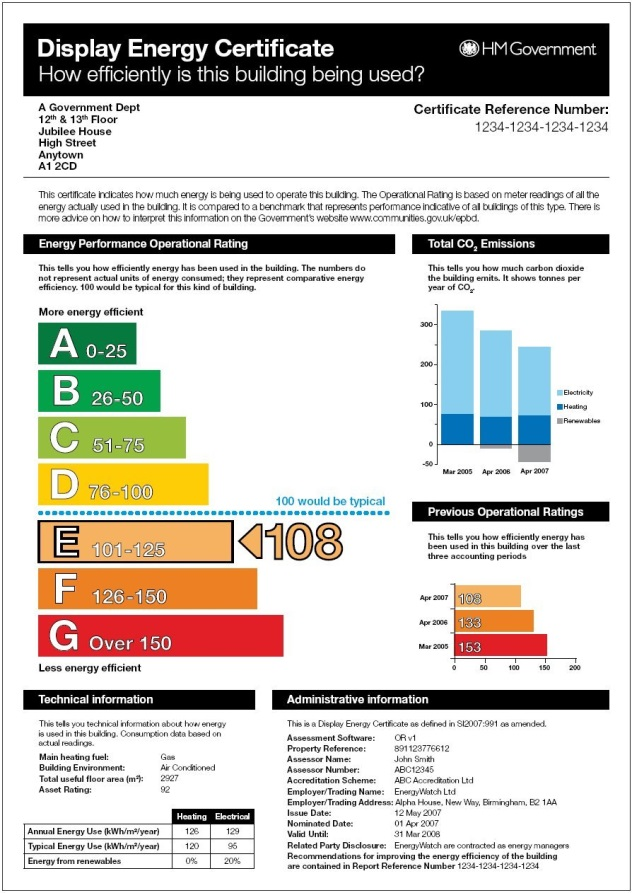 Display Energy Certificate
How efficiently is this building being used?
HM Government
A Government Dept
12th & 13th Floor
Jubilee House
High Street
Anytown
A1 2CD
Certificate Reference Number:
1234-1234-1234-1234
This certificate indicates how much energy is being used to operate this building. The Operational Rating is based on meter readings of all the
energy actually used in the building. It is compared to a benchmark that represents performance indicative of all buildings of this type. There is
more advice on how to interpret this information on the Government's website www.communities.gov.uk/epbd.
Energy Performance Operational Rating
This tells you how efficiently energy has been used in the building. The numbers do
not represent actual units of energy consumed; they represent comparative energy
efficiency. 100 would be typical for this kind of building.
More energy efficient
A 0-25
B 26-50
C 51-75
D 76-100
100 would be typical
E 101-125
108
F 126-150
G Over 150
Less energy efficient
Total CO2 Emissions
This tells you how much carbon dioxide
the building emits. It shows tonnes per
year of CO2.
300
200
100
0
-50
Electricity
Heating
Renewables
Mar 2005 Apr 2006 Apr 2007
Previous Operational Ratings
This tells you how efficiently energy has
been used in this building over the last
three accounting periods
Apr 2007 108
Apr 2006 133
Mar 2005 153
0 50 100 150 200
Technical information
This tells you technical information about how energy
is used in this building. Consumption data based on
actual readings.
Main heating fuel: Gas
Building Environment: Air Conditioned
Total useful floor area (m²): 2927
Asset Rating: 92
Heating Electrical
Annual Energy Use (kWh/m²/year) 126 129
Typical Energy Use (kWh/m²/year) 120 95
Energy from renewables 0% 20%
Administrative information
This is a Display Energy Certificate as defined in SI2007:991 as amended.
Assessment Software: OR v1
Property Reference: 891123776612
Assessor Name: John Smith
Assessor Number: ABC12345
Accreditation Scheme: ABC Accreditation Ltd
Employer/Trading Name: EnergyWatch Ltd
Employer/Trading Address: Alpha House, New Way, Birmingham, B2 1AA
Issue Date: 12 May 2007
Nominated Date: 01 Apr 2007
Valid Until: 31 Mar 2008
Related Party Disclosure: EnergyWatch are contracted as energy managers
Recommendations for improving the energy efficiency of the building
are contained in Report Reference Number 1234-1234-1234-1234